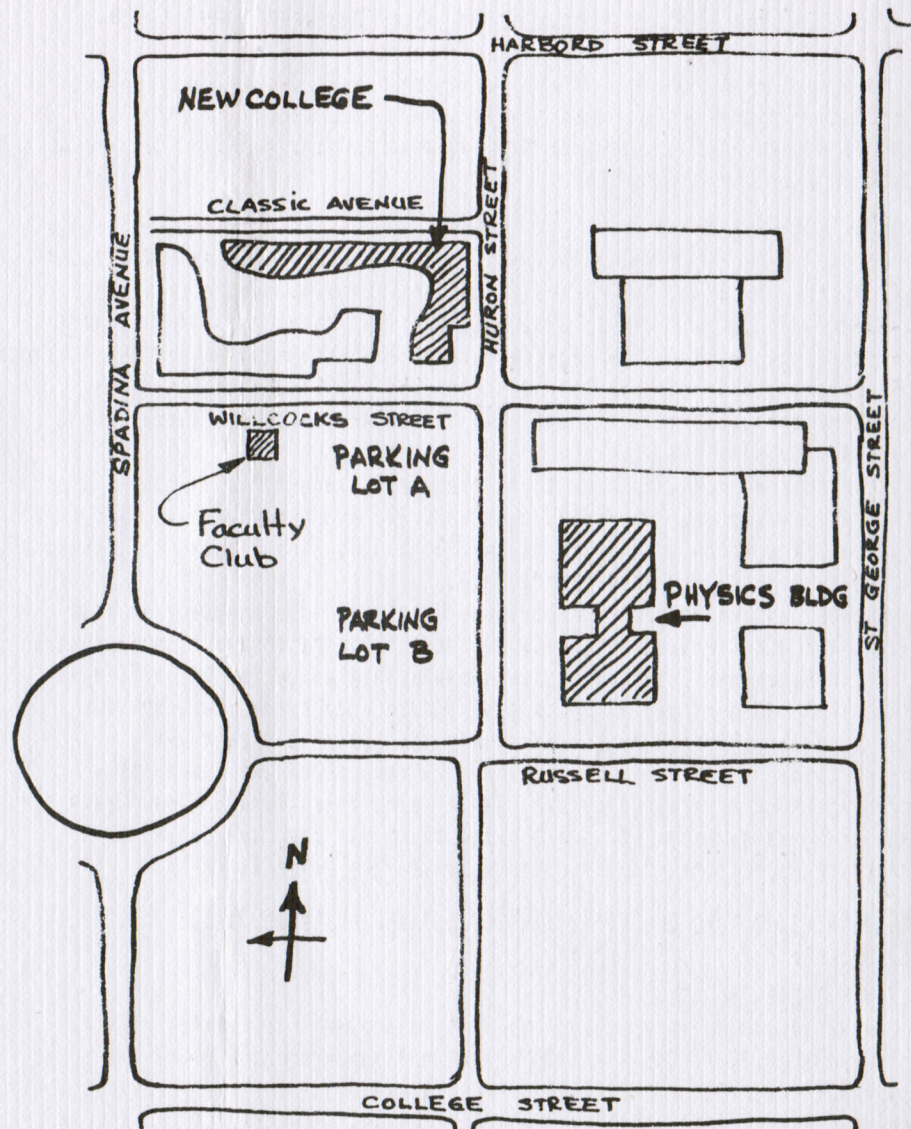 HARBORD STREET
NEW COLLEGE
CLASSIC AVENUE
HURON STREET
SPADINA AVENUE
WILLCOCKS STREET
PARKING
LOT A
Faculty
Club
ST GEORGE STREET
PHYSICS BLDG
PARKING
LOT B
RUSSELL STREET
N
COLLEGE STREET